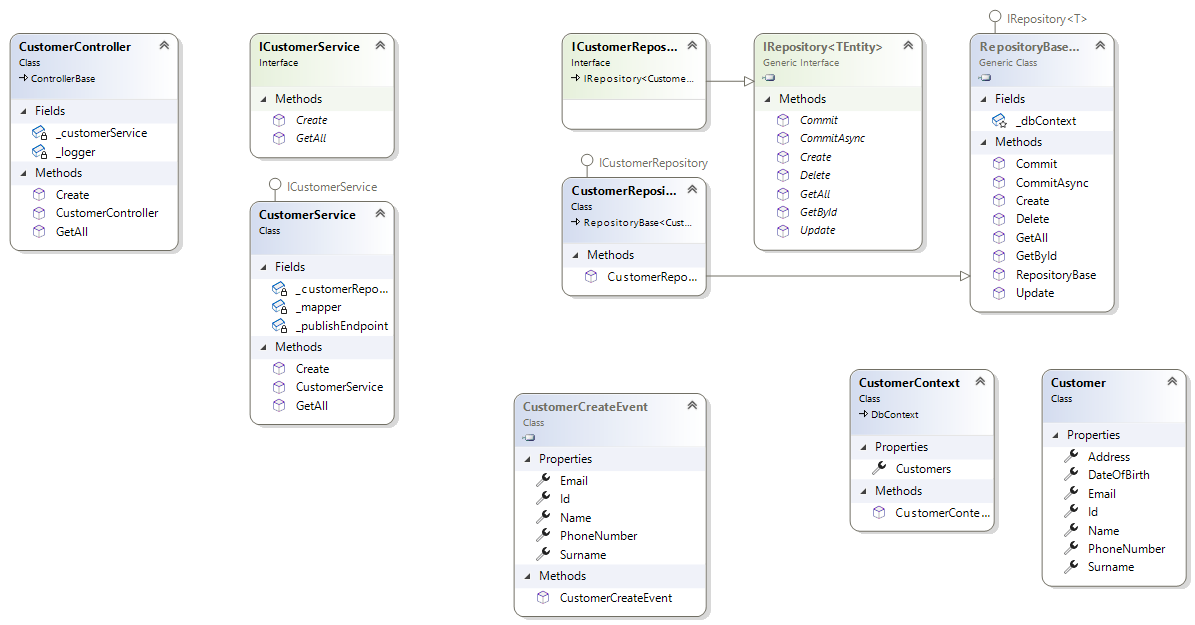 CustomerController
Class
ControllerBase
Fields
_customerService
_logger
Methods
Create
CustomerController
GetAll
ICustomerService
Interface
Methods
Create
GetAll
ICustomerService
CustomerService
Class
Fields
_customerRepo...
_mapper
_publishEndpoint
Methods
Create
CustomerService
GetAll
ICustomerRepos...
Interface
IRepository<Custome...
ICustomerRepository
CustomerReposi...
Class
RepositoryBase<Cust...
Methods
CustomerRepo...
IRepository<TEntity>
Generic Interface
Methods
Commit
CommitAsync
Create
Delete
GetAll
GetById
Update
IRepository<T>
RepositoryBase...
Generic Class
Fields
_dbContext
Methods
Commit
CommitAsync
Create
Delete
GetAll
GetById
RepositoryBase
Update
CustomerCreateEvent
Class
Properties
Email
Id
Name
PhoneNumber
Surname
Methods
CustomerCreateEvent
CustomerContext
Class
DbContext
Properties
Customers
Methods
CustomerConte...
Customer
Class
Properties
Address
DateOfBirth
Email
Id
Name
PhoneNumber
Surname